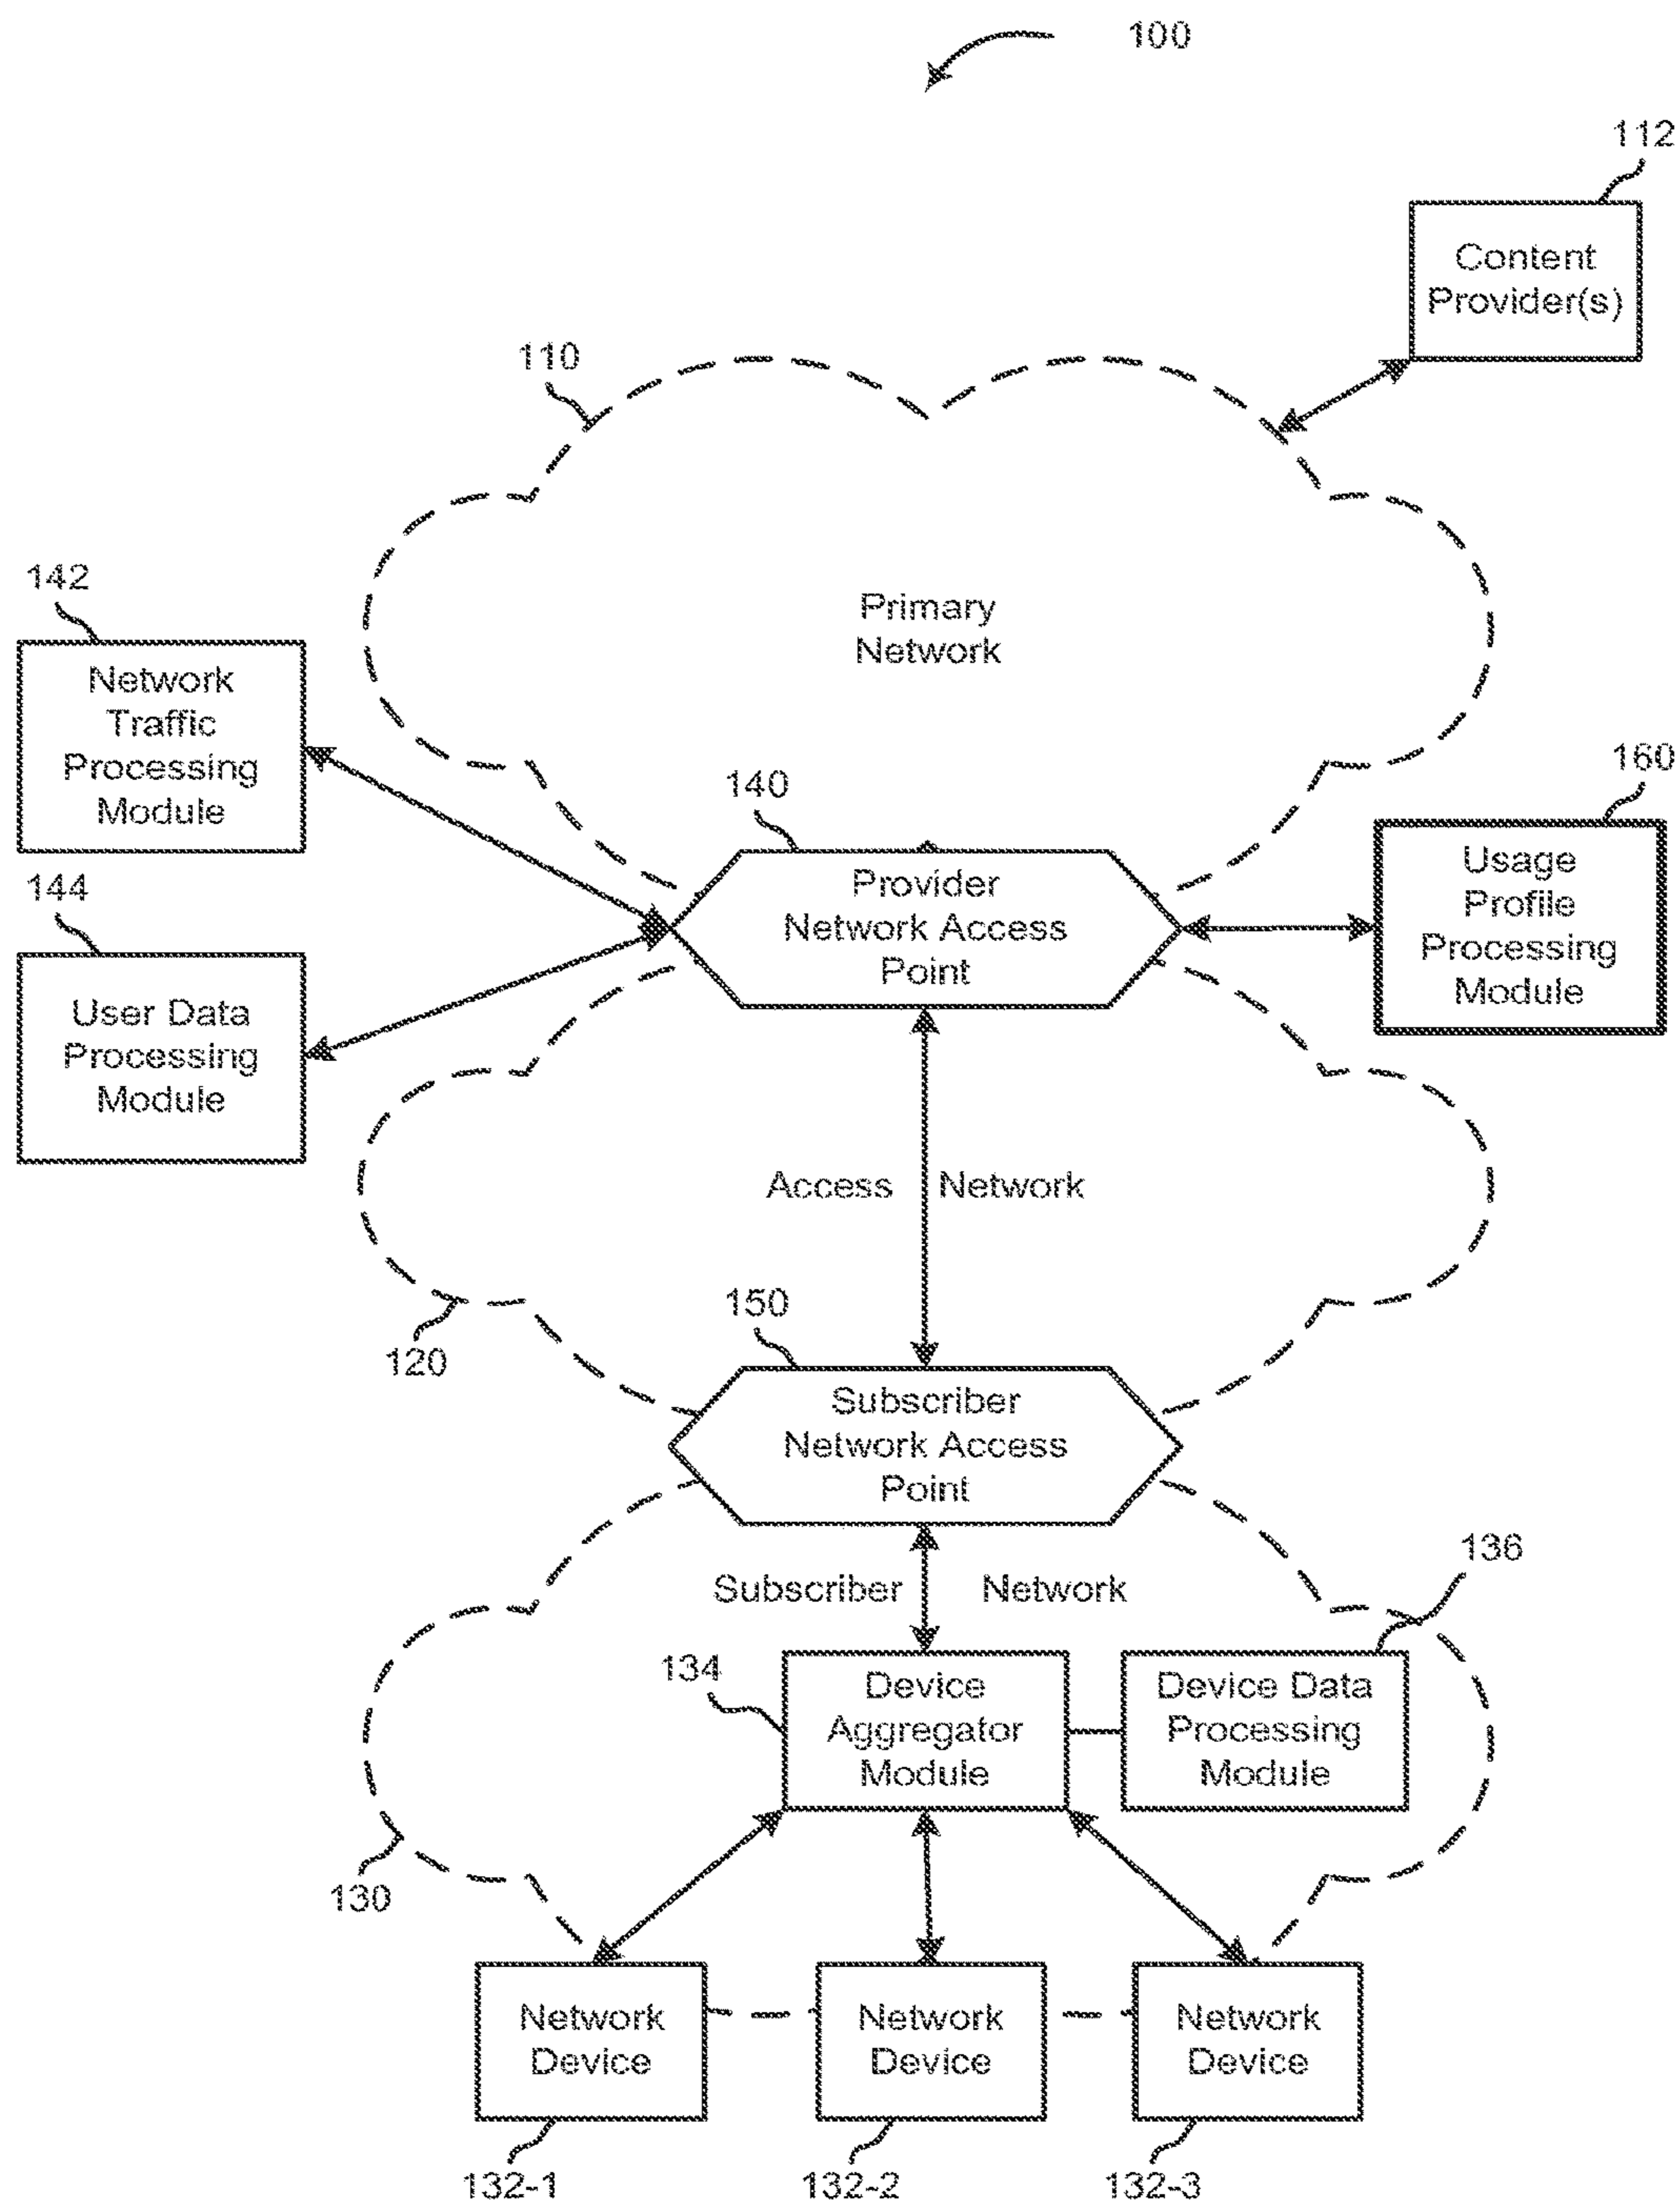 100
112
Content
Provider(s)
110
Primary
Network
142
Network
Traffic
Processing
Module
140
Provider
Network Access
Point
160
Usage
Profile
Processing
Module
144
User Data
Processing
Module
Access Network
120
150
Subscriber
Network Access
Point
Subscriber Network
136
134
Device
Aggregator
Module
Device Data
Processing
Module
130
Network
Device
Network
Device
Network
Device
132-1
132-2
132-3